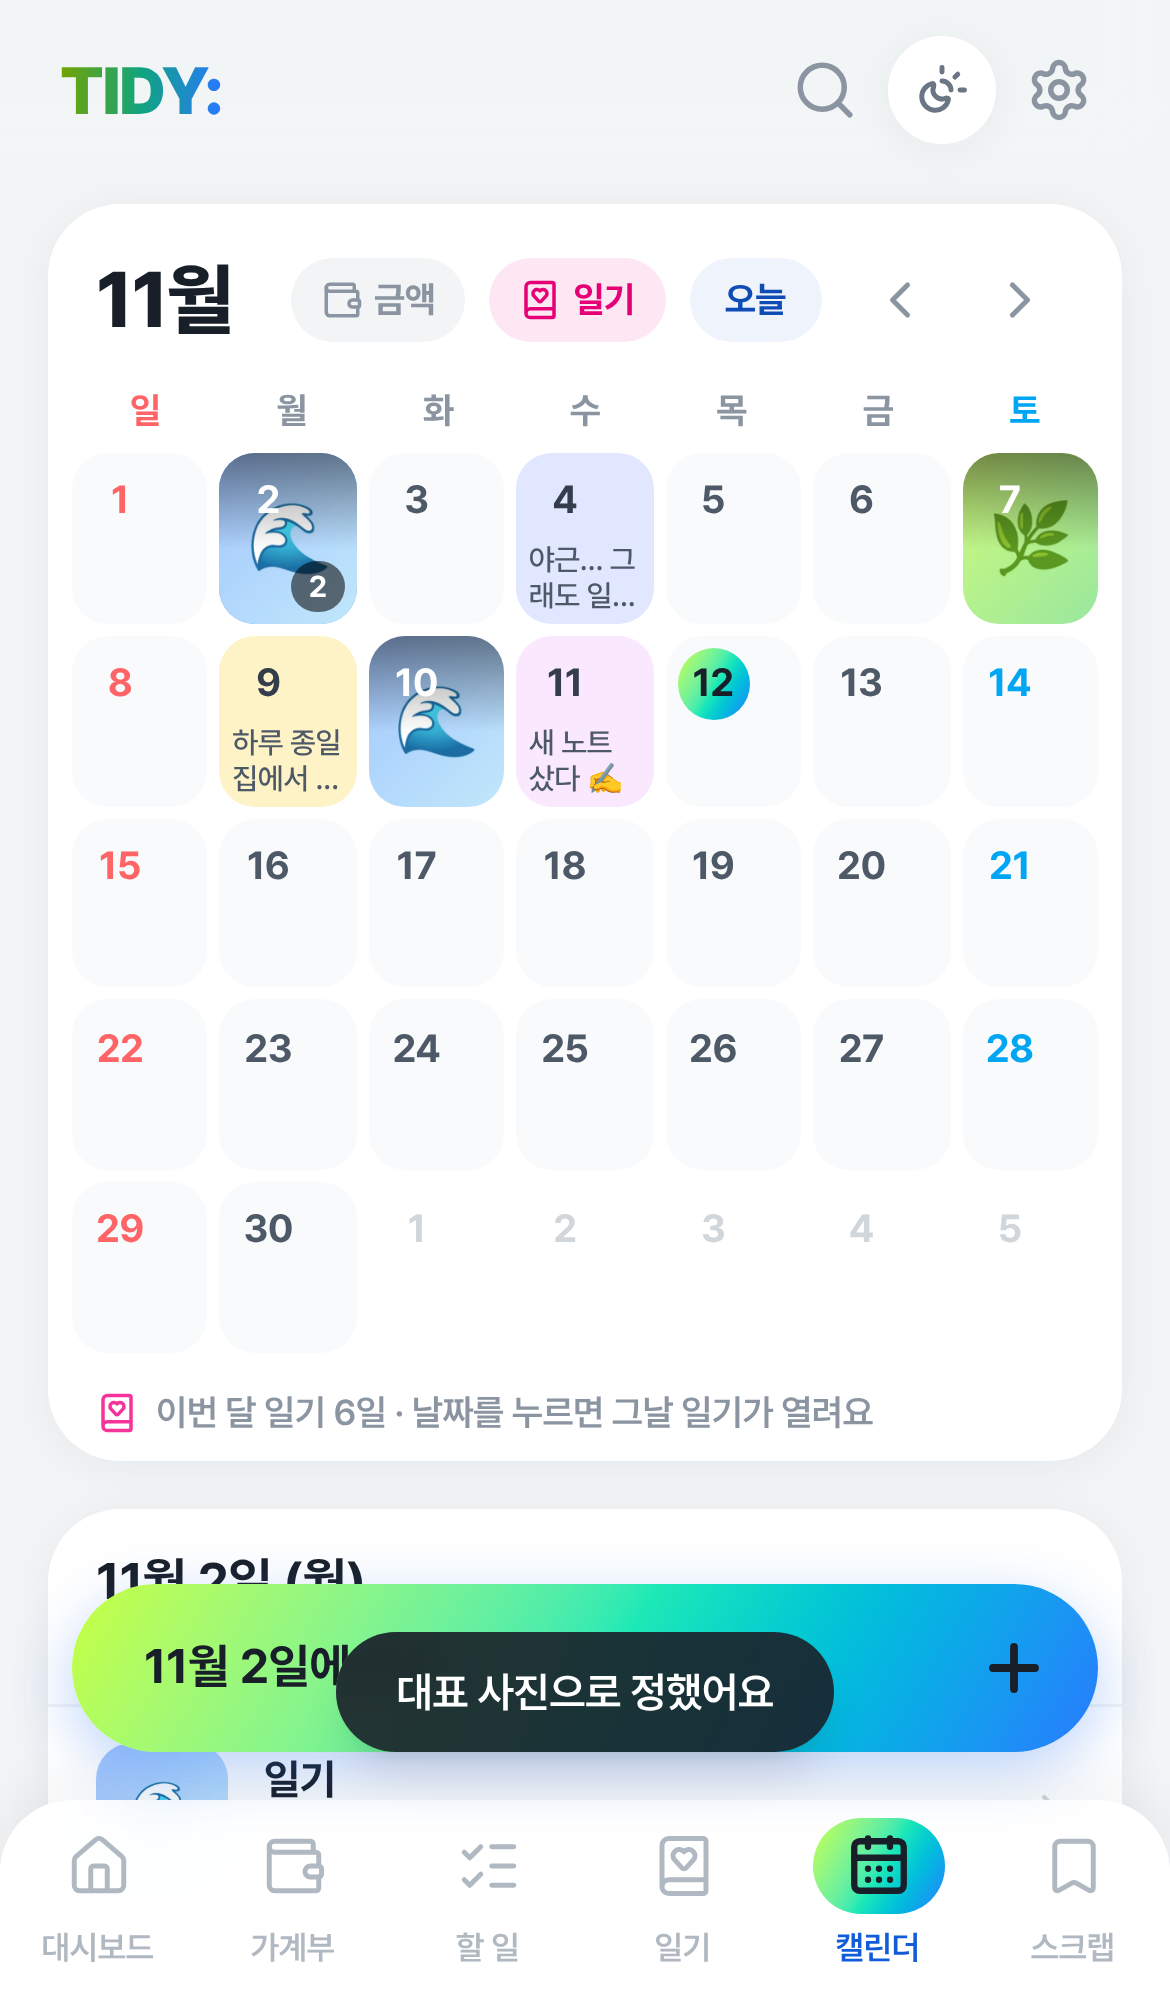 TIDY:
11월 금액 일기 오늘
일 월 화 수 목 금 토
1 2 3 4 5 6 7
2
야근... 그
래도 일...
8 9 10 11 12 13 14
하루 종일
집에서 ...
새 노트
샀다 ✍️
15 16 17 18 19 20 21
22 23 24 25 26 27 28
29 30 1 2 3 4 5
이번 달 일기 6일 · 날짜를 누르면 그날 일기가 열려요
11월 2일 (월)
11월 2일에
대표 사진으로 정했어요
일기
대시보드 가계부 할 일 일기 캘린더 스크랩